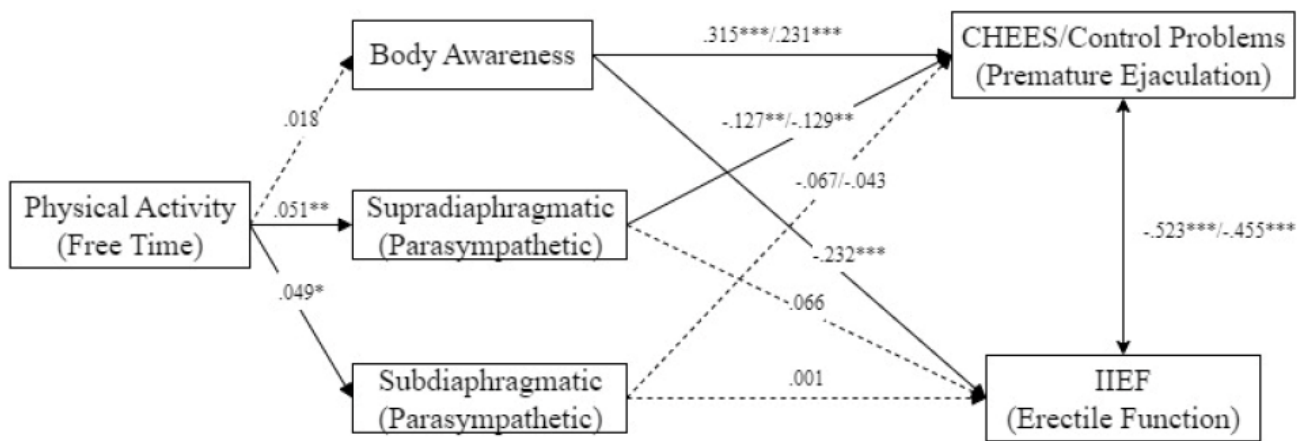 Body Awareness
.315***/.231***
CHEES/Control Problems
(Premature Ejaculation)
.018
-.127**/-.129**
Physical Activity
(Free Time)
.051**
Supradiaphragmatic
(Parasympathetic)
-.067/-.043
-.523***/-.455***
-.232***
.049*
.066
Subdiaphragmatic
(Parasympathetic)
.001
IIEF
(Erectile Function)